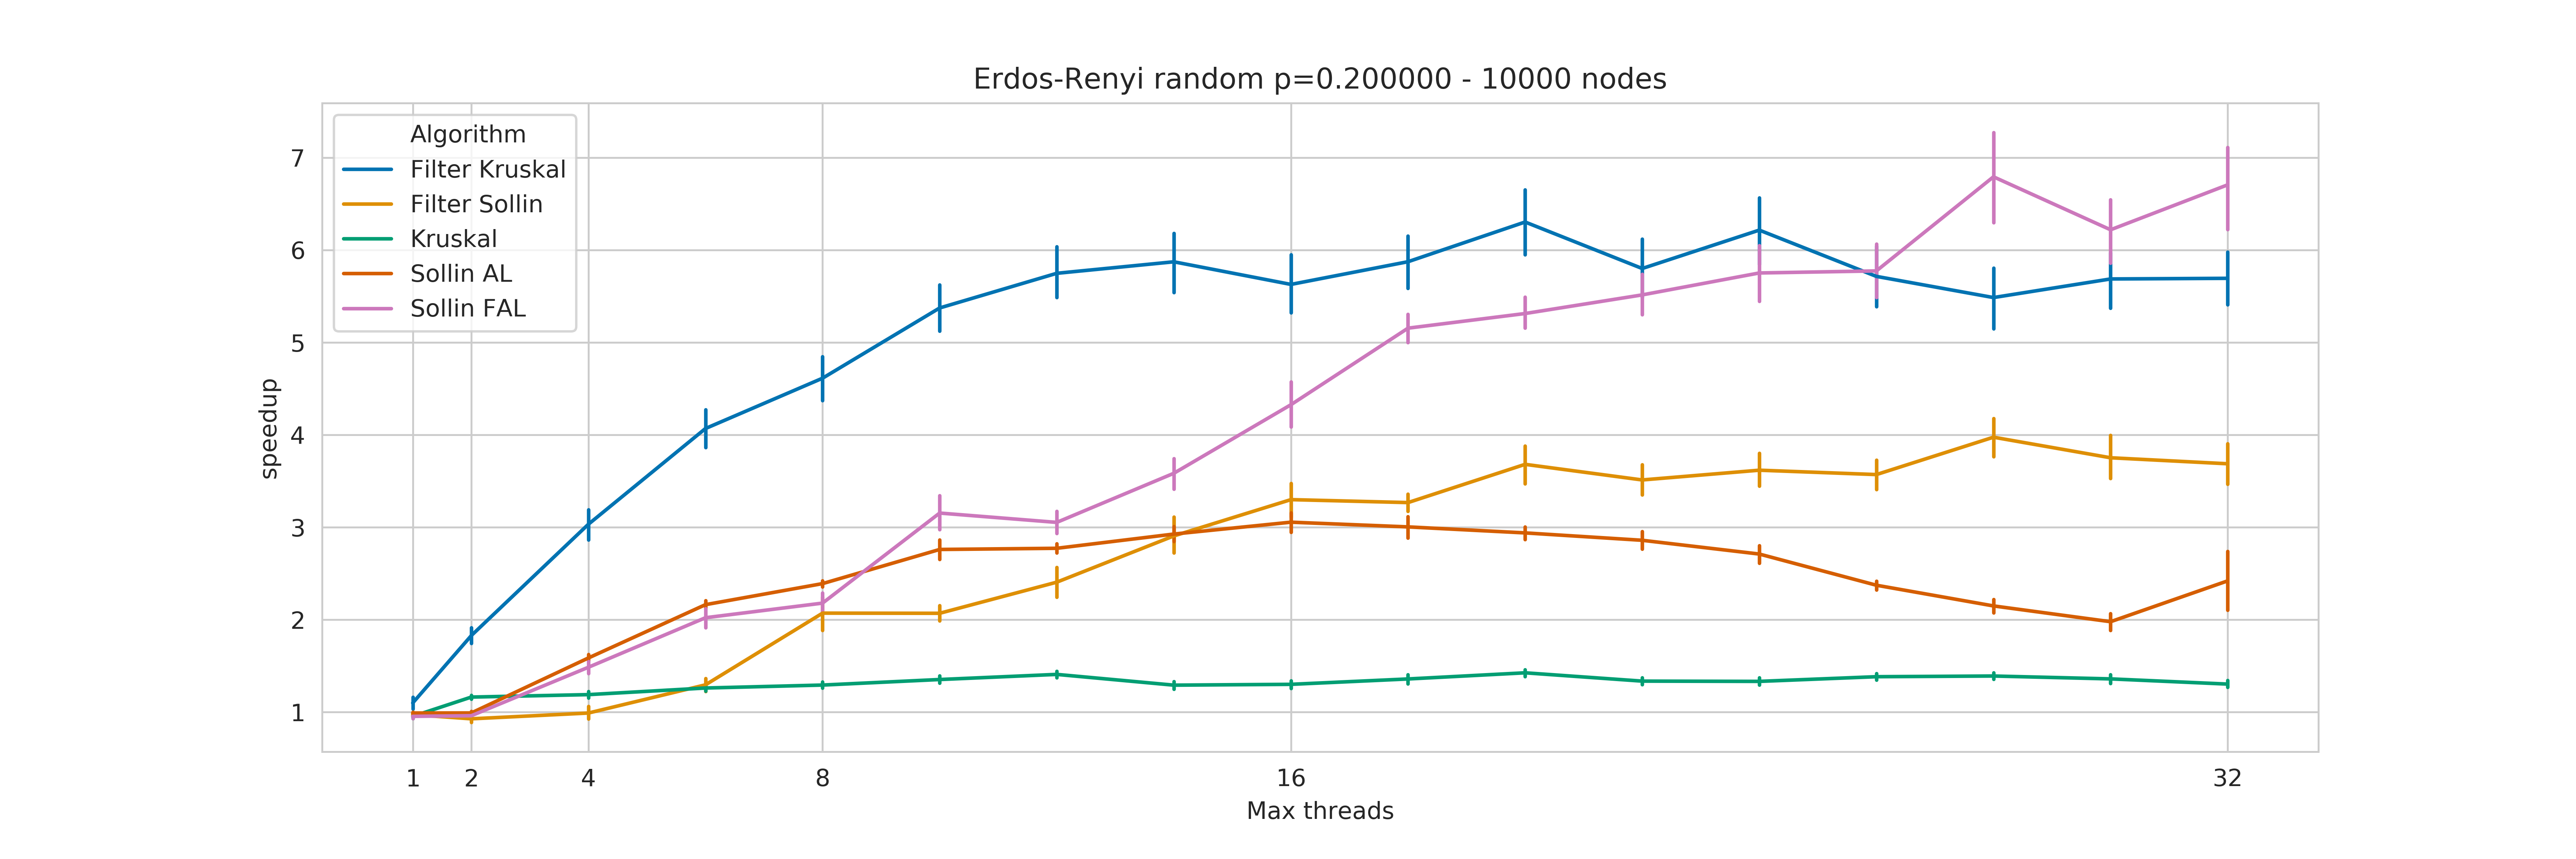 Erdos-Renyi random p=0.200000 - 10000 nodes
Algorithm
Filter Kruskal
Filter Sollin
Kruskal
Sollin AL
Sollin FAL
speedup
7
6
5
4
3
2
1
1 2 4 8 16 32
Max threads